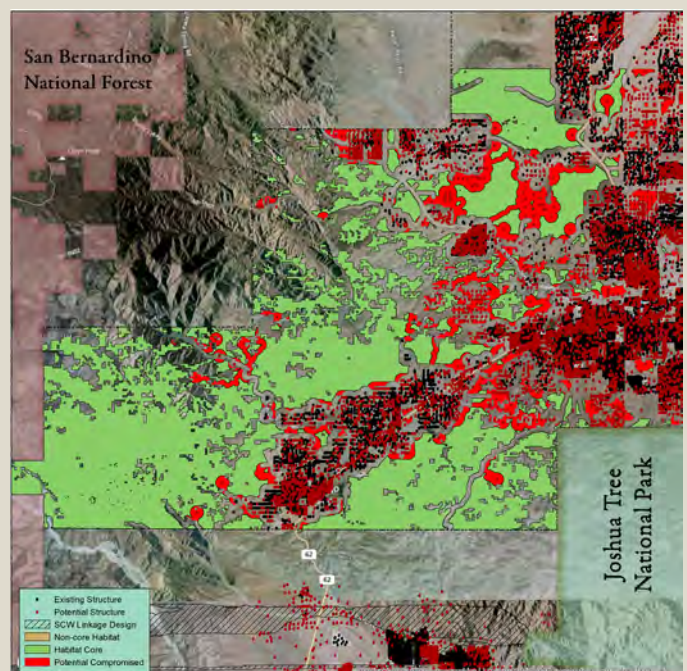 San Bernardino
National Forest
Joshua Tree
National Park
62
62
Existing Structure
Potential Structure
SCW Linkage Design
Non-core Habitat
Habitat Core
Potential Compromised